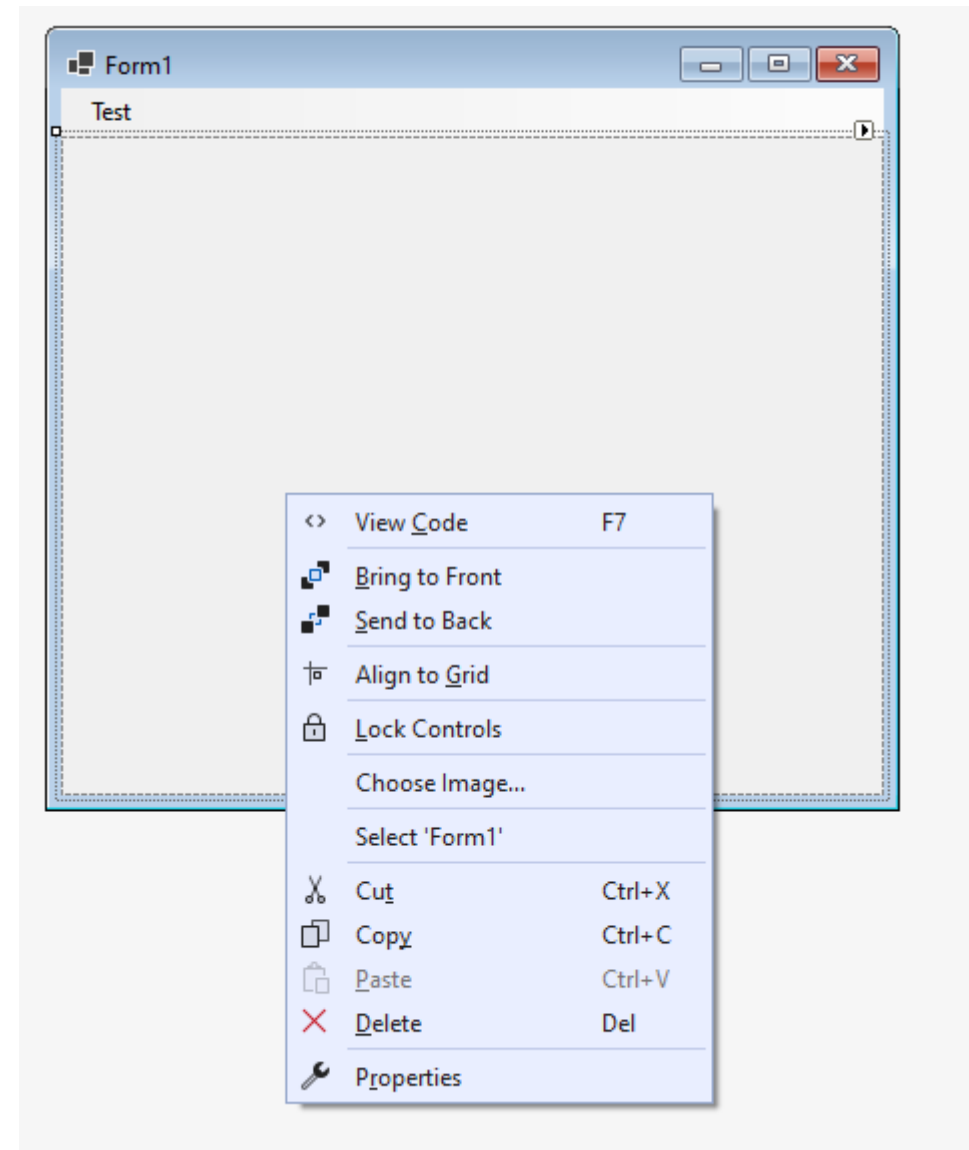 Form1
Test
View Code F7
Bring to Front
Send to Back
Align to Grid
Lock Controls
Choose Image...
Select 'Form1'
Cut Ctrl+X
Copy Ctrl+C
Paste Ctrl+V
Delete Del
Properties